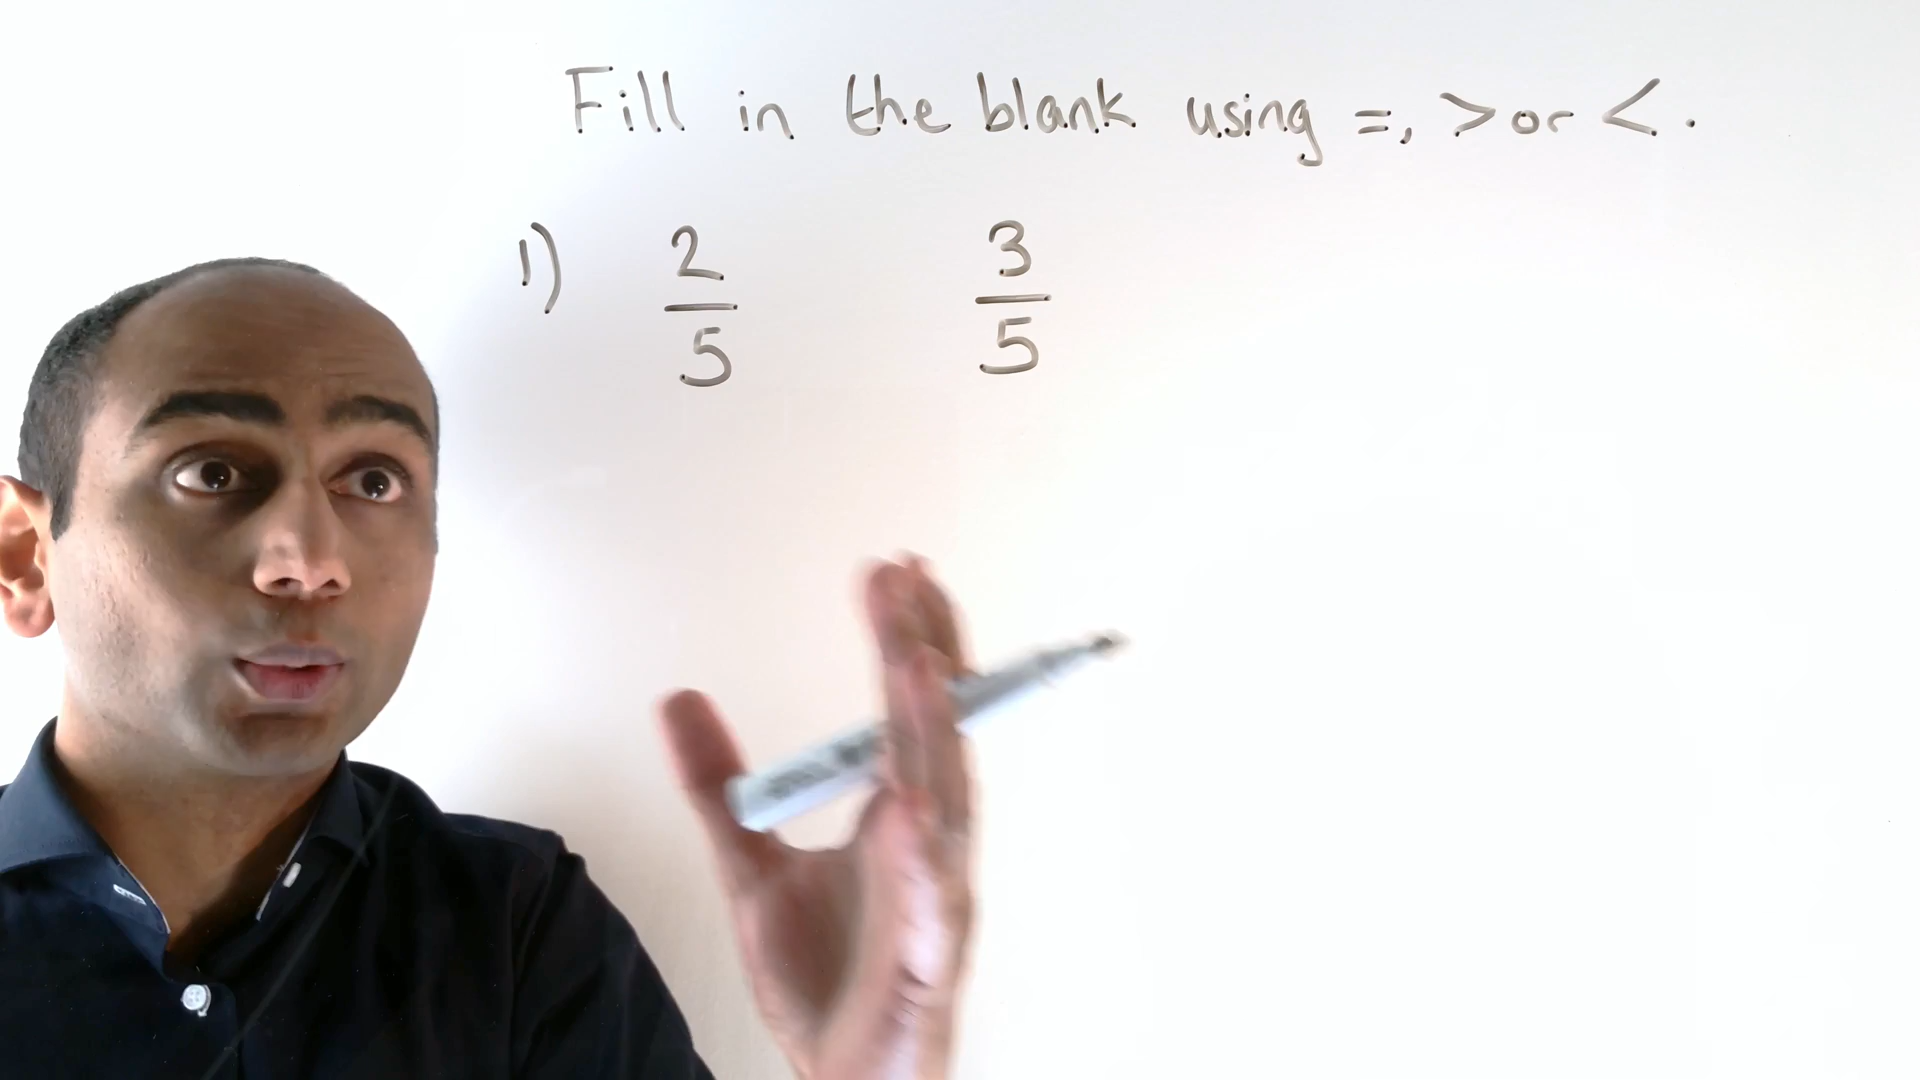 Fill in the blank using =, > or < .
1) 2/5 3/5